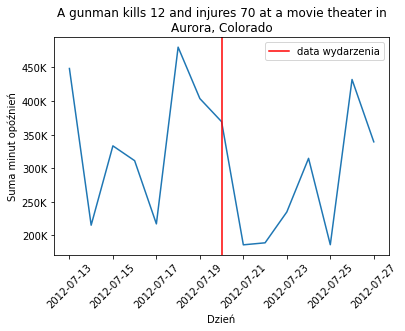 A gunman kills 12 and injures 70 at a movie theater in
Aurora, Colorado
data wydarzenia
Suma minut opóźnień
450K
400K
350K
300K
250K
200K
2012-07-13
2012-07-15
2012-07-17
2012-07-19
2012-07-21
2012-07-23
2012-07-25
2012-07-27
Dzień